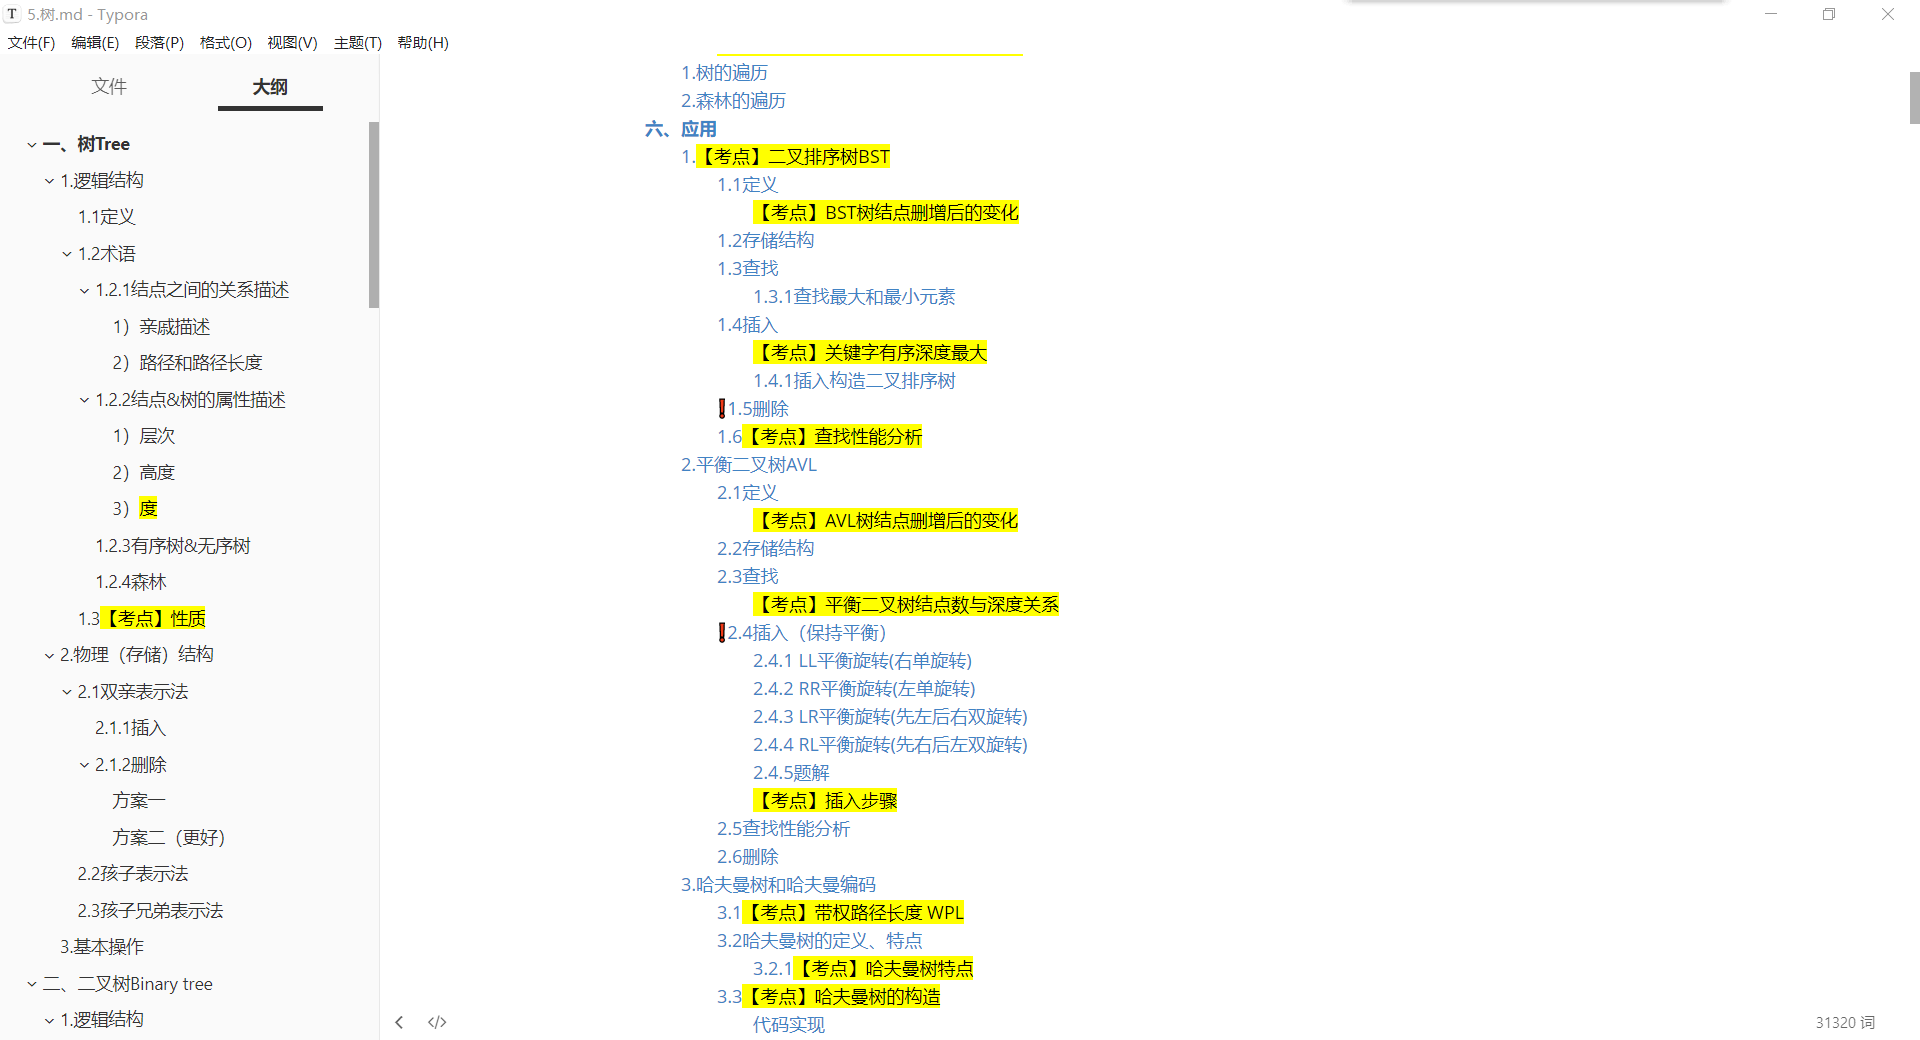 5.树.md - Typora
文件(F) 编辑(E) 段落(P) 格式(O) 视图(V) 主题(T) 帮助(H)
文件 大纲
一、树Tree
1.逻辑结构
1.1定义
1.2术语
1.2.1结点之间的关系描述
1）亲戚描述
2）路径和路径长度
1.2.2结点&树的属性描述
1）层次
2）高度
3）度
1.2.3有序树&无序树
1.2.4森林
1.3【考点】性质
2.物理（存储）结构
2.1双亲表示法
2.1.1插入
2.1.2删除
方案一
方案二（更好）
2.2孩子表示法
2.3孩子兄弟表示法
3.基本操作
二、二叉树Binary tree
1.逻辑结构
1.树的遍历
2.森林的遍历
六、应用
1.【考点】二叉排序树BST
1.1定义
【考点】BST树结点删增后的变化
1.2存储结构
1.3查找
1.3.1查找最大和最小元素
1.4插入
【考点】关键字有序深度最大
1.4.1插入构造二叉排序树
❗1.5删除
1.6【考点】查找性能分析
2.平衡二叉树AVL
2.1定义
【考点】AVL树结点删增后的变化
2.2存储结构
2.3查找
【考点】平衡二叉树结点数与深度关系
❗2.4插入（保持平衡）
2.4.1 LL平衡旋转(右单旋转)
2.4.2 RR平衡旋转(左单旋转)
2.4.3 LR平衡旋转(先左后右双旋转)
2.4.4 RL平衡旋转(先右后左双旋转)
2.4.5题解
【考点】插入步骤
2.5查找性能分析
2.6删除
3.哈夫曼树和哈夫曼编码
3.1【考点】带权路径长度 WPL
3.2哈夫曼树的定义、特点
3.2.1【考点】哈夫曼树特点
3.3【考点】哈夫曼树的构造
代码实现
31320 词